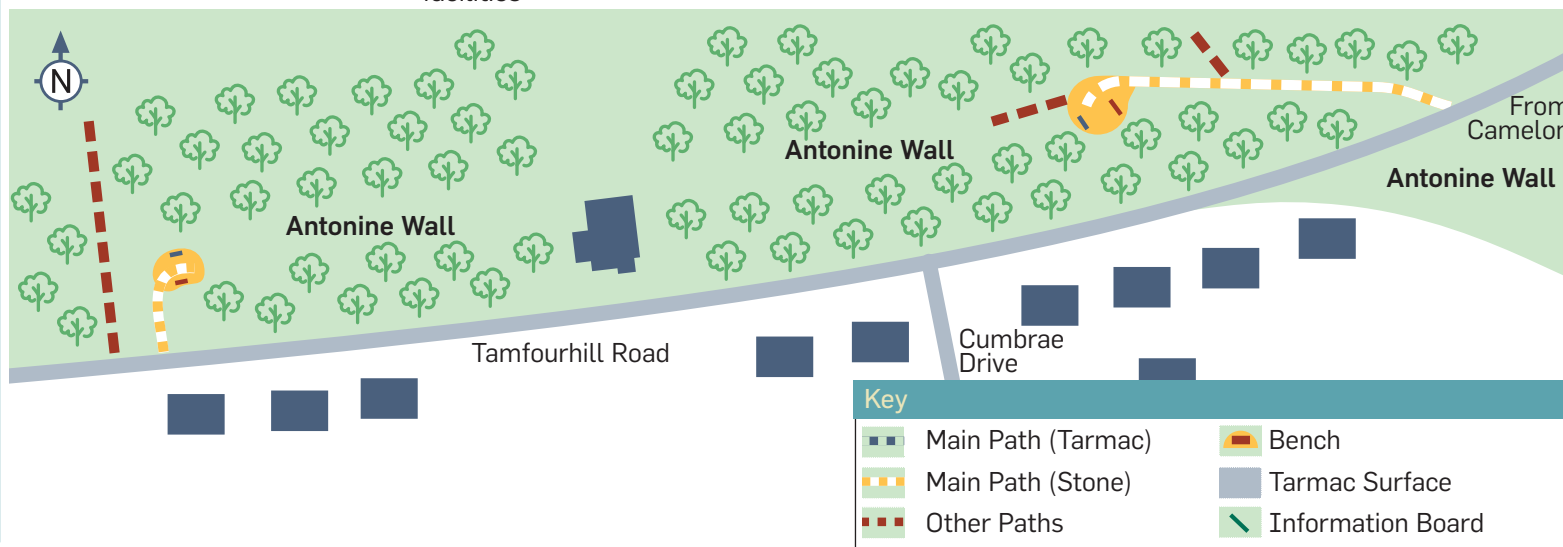 N
Antonine Wall
From
Camelon
Antonine Wall
Antonine Wall
Tamfourhill Road
Cumbrae
Drive
Key
Main Path (Tarmac)
Bench
Main Path (Stone)
Tarmac Surface
Other Paths
Information Board